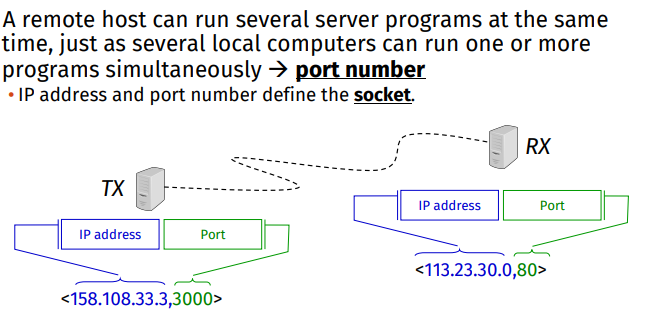 A remote host can run several server programs at the same
time, just as several local computers can run one or more
programs simultaneously → port number
• IP address and port number define the socket.
RX
TX
IP address Port
IP address Port
<113.23.30.0,80>
<158.108.33.3,3000>